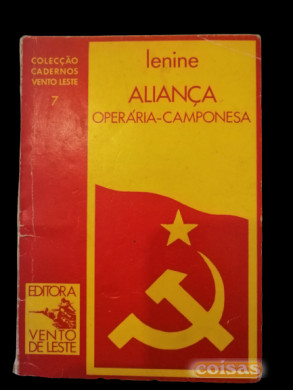 COLECÇÃO
CADERNOS
VENTO LESTE
7
lenine
ALIANÇA
OPERÁRIA-CAMPONESA
EDITORA
VENTO
DE LESTE
coisas